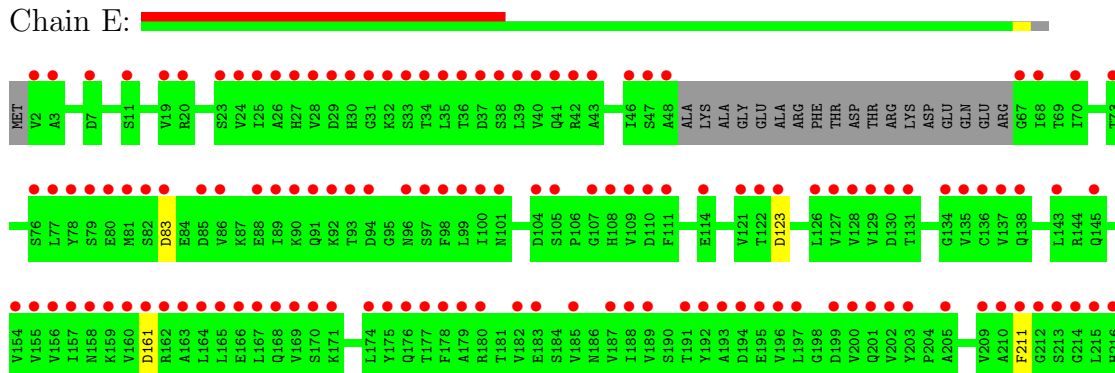 Chain E:
MET V2 A3 D7 S11 V19 R20 S23 V24 I25 A26 H27 V28 D29 H30 G31 K32 S33 T34 L35 T36 D37 S38 L39 V40 Q41 R42 A43 I46 S47 A48 ALA LYS ALA GLY GLU ALA ARG PHE THR ASP THR ARG LYS ASP GLU GLN GLU ARG G67 I68 T69 I70 T73
S76 L77 Y78 S79 E80 M81 S82 D83 E84 D85 V86 K87 E88 I89 K90 Q91 K92 T93 D94 G95 N96 S97 F98 L99 I100 N101 D104 S105 P106 G107 H108 V109 D110 F111 E114 V121 T122 D123 L126 V127 V128 V129 D130 T131 G134 V135 C136 V137 Q138 L143 R144 Q145
V154 V155 V156 I157 N158 K159 V160 D161 R162 A163 L164 L165 E166 L167 Q168 V169 S170 K171 L174 V175 Q176 T177 F178 A179 R180 T181 V182 E183 V185 N186 V187 I188 V189 S190 T191 Y192 A193 D194 E195 V196 L197 G198 D199 V200 Q201 V202 Y203 P204 A205 V209 A210 F211 G212 S213 G214 L215 H216